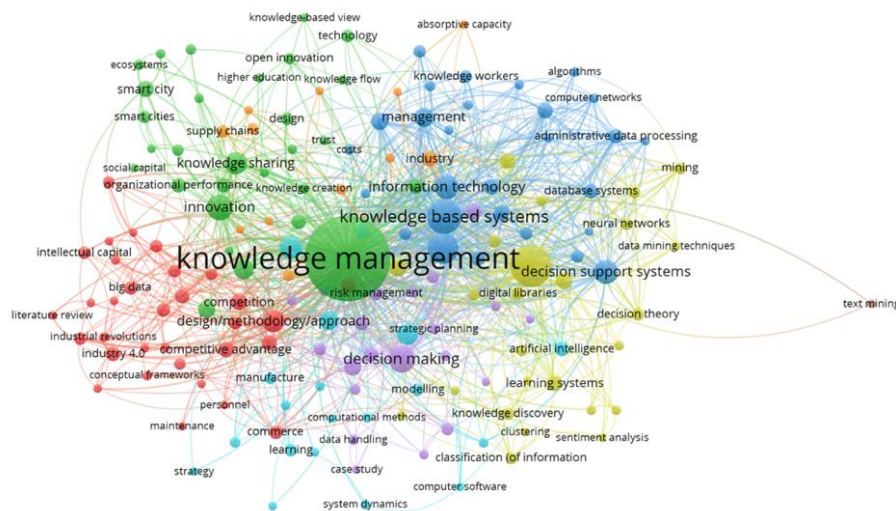 knowledge-based view
absorptive capacity
technology
open innovation
ecosystems
higher education
knowledge flow
knowledge workers
algorithms
smart city
computer networks
smart cities
design
management
supply chains
trust
administrative data processing
costs
social capital
knowledge sharing
industry
mining
organizational performance
knowledge creation
information technology
database systems
innovation
knowledge based systems
neural networks
intellectual capital
knowledge management
data mining techniques
decision support systems
big data
risk management
digital libraries
competition
text mining
literature review
design/methodology/approach
strategic planning
decision theory
industrial revolutions
industry 4.0
competitive advantage
decision making
artificial intelligence
conceptual frameworks
manufacture
modelling
learning systems
personnel
computational methods
knowledge discovery
maintenance
commerce
data handling
clustering
sentiment analysis
learning
classification (of information
strategy
case study
computer software
system dynamics